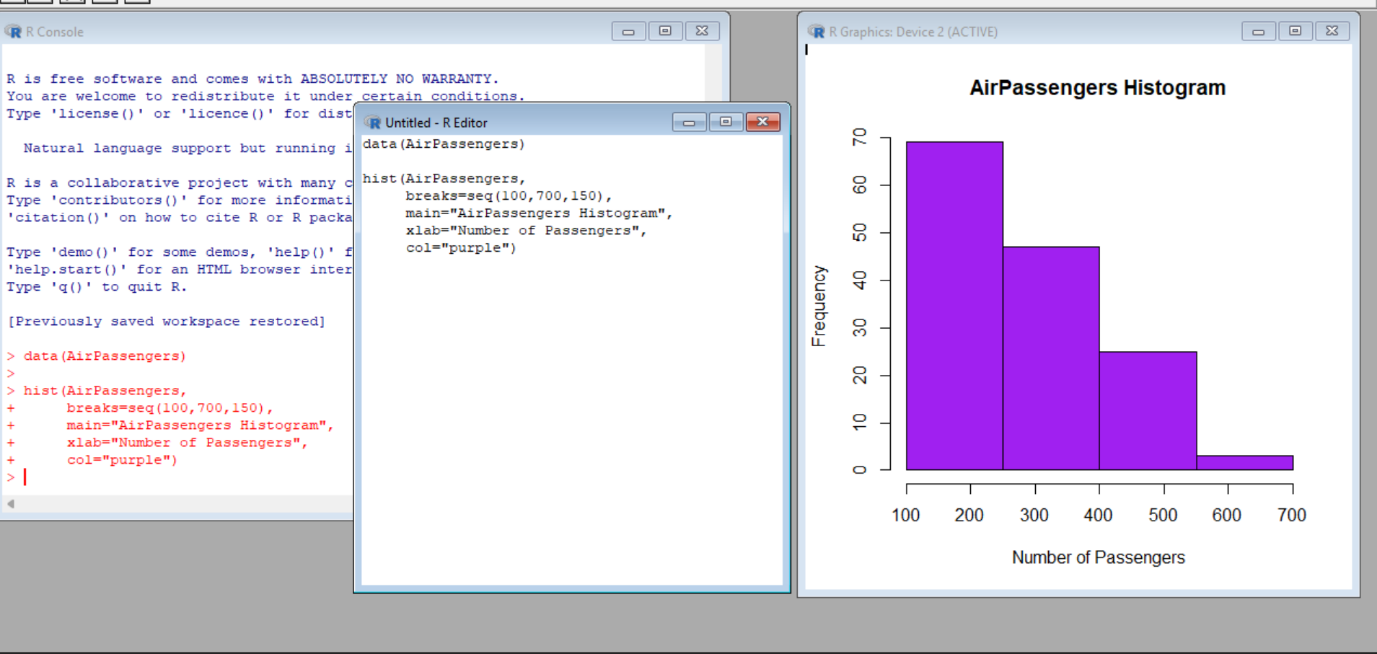 R Console
R is free software and comes with ABSOLUTELY NO WARRANTY.
You are welcome to redistribute it under certain conditions.
Type 'license()' or 'licence()' for dist
Natural language support but running i
R is a collaborative project with many c
Type 'contributors()' for more informati
'citation()' on how to cite R or R packa
Type 'demo()' for some demos, 'help()' f
'help.start()' for an HTML browser inter
Type 'q()' to quit R.
[Previously saved workspace restored]
> data(AirPassengers)
>
> hist(AirPassengers,
+ breaks=seq(100,700,150),
+ main="AirPassengers Histogram",
+ xlab="Number of Passengers",
+ col="purple")
>
Untitled - R Editor
data(AirPassengers)
hist(AirPassengers,
breaks=seq(100,700,150),
main="AirPassengers Histogram",
xlab="Number of Passengers",
col="purple")
R Graphics: Device 2 (ACTIVE)
AirPassengers Histogram
Frequency
70
60
50
40
30
20
10
0
100 200 300 400 500 600 700
Number of Passengers